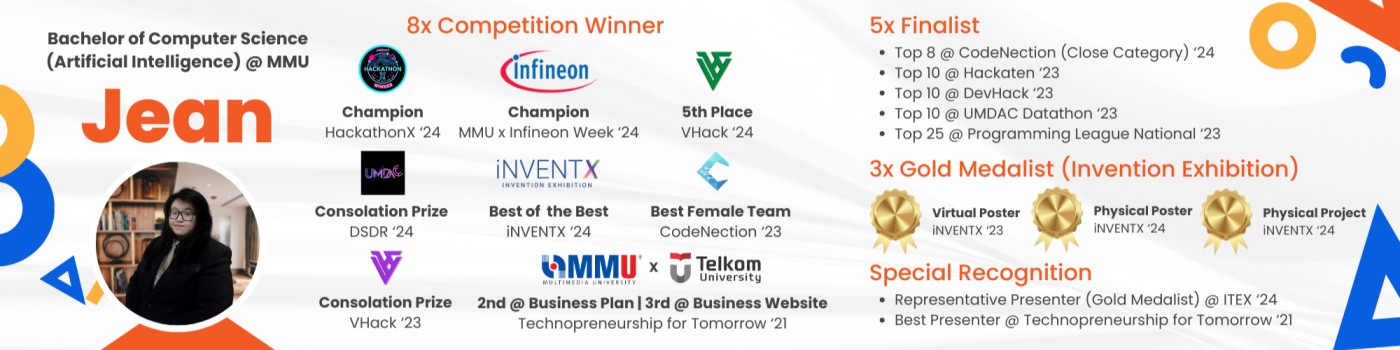 Bachelor of Computer Science
(Artificial Intelligence) @ MMU
Jean
8x Competition Winner
HACKATHON
X
WINNER
infineon
Champion
HackathonX ‘24
Champion
MMU x Infineon Week ‘24
5th Place
VHack ‘24
UMDAC
iNVENTX
INVENTION EXHIBITION
Consolation Prize
DSDR ‘24
Best of the Best
iNVENTX ‘24
Best Female Team
CodeNection ‘23
MMU
MULTIMEDIA UNIVERSITY
x
Telkom
University
Consolation Prize
VHack ‘23
2nd @ Business Plan | 3rd @ Business Website
Technopreneurship for Tomorrow ‘21
5x Finalist
• Top 8 @ CodeNection (Close Category) ‘24
• Top 10 @ Hackaten ‘23
• Top 10 @ DevHack ‘23
• Top 10 @ UMDAC Datathon ‘23
• Top 25 @ Programming League National ‘23
3x Gold Medalist (Invention Exhibition)
Virtual Poster
iNVENTX ‘23
Physical Poster
iNVENTX ‘24
Physical Project
iNVENTX ‘24
Special Recognition
• Representative Presenter (Gold Medalist) @ ITEX ‘24
• Best Presenter @ Technopreneurship for Tomorrow ‘21